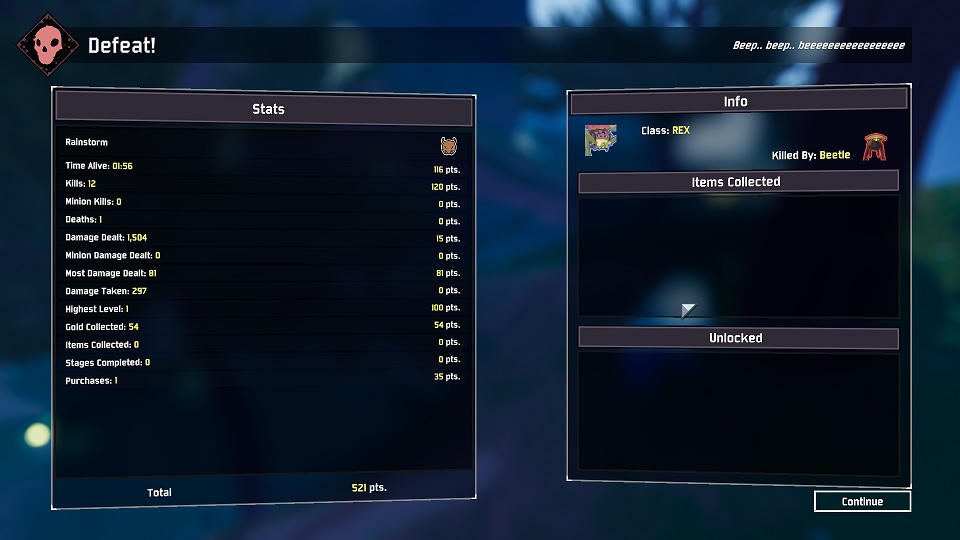 Defeat!
Beep.. beep.. beeeeeeeeeeeeeeeee
Stats
Rainstorm
Time Alive: 01:56 116 pts.
Kills: 12 120 pts.
Minion Kills: 0 0 pts.
Deaths: 1 0 pts.
Damage Dealt: 1,504 15 pts.
Minion Damage Dealt: 0 0 pts.
Most Damage Dealt: 81 81 pts.
Damage Taken: 297 0 pts.
Highest Level: 1 100 pts.
Gold Collected: 54 54 pts.
Items Collected: 0 0 pts.
Stages Completed: 0 0 pts.
Purchases: 1 35 pts.
Total 521 pts.
Info
Class: REX
Killed By: Beetle
Items Collected
Unlocked
Continue